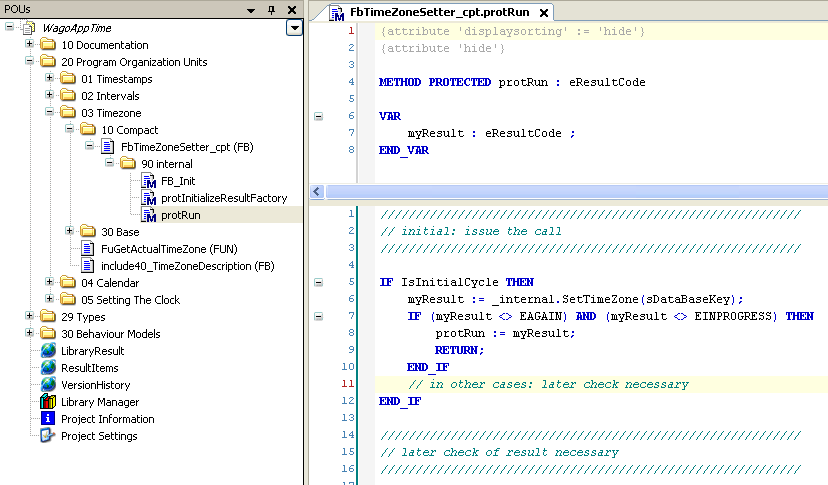 POUs
WagoAppTime
10 Documentation
20 Program Organization Units
01 Timestamps
02 Intervals
03 Timezone
10 Compact
FbTimeZoneSetter_cpt (FB)
90 internal
FB_Init
protInitializeResultFactory
protRun
30 Base
FuGetActualTimeZone (FUN)
include40_TimeZoneDescription (FB)
04 Calendar
05 Setting The Clock
29 Types
30 Behaviour Models
LibraryResult
ResultItems
VersionHistory
Library Manager
Project Information
Project Settings
FbTimeZoneSetter_cpt.protRun
1 {attribute 'displaysorting' := 'hide'}
2 {attribute 'hide'}
3
4 METHOD PROTECTED protRun : eResultCode
5
6 VAR
7 myResult : eResultCode ;
8 END_VAR
1 /////////////////////////////////////////////////////////////
2 // initial: issue the call
3 /////////////////////////////////////////////////////////////
4
5 IF IsInitialCycle THEN
6 myResult := _internal.SetTimeZone(sDataBaseKey);
7 IF (myResult <> EAGAIN) AND (myResult <> EINPROGRESS) THEN
8 protRun := myResult;
9 RETURN;
10 END_IF
11 // in other cases: later check necessary
12 END_IF
13
14 /////////////////////////////////////////////////////////////
15 // later check of result necessary
16 /////////////////////////////////////////////////////////////
17